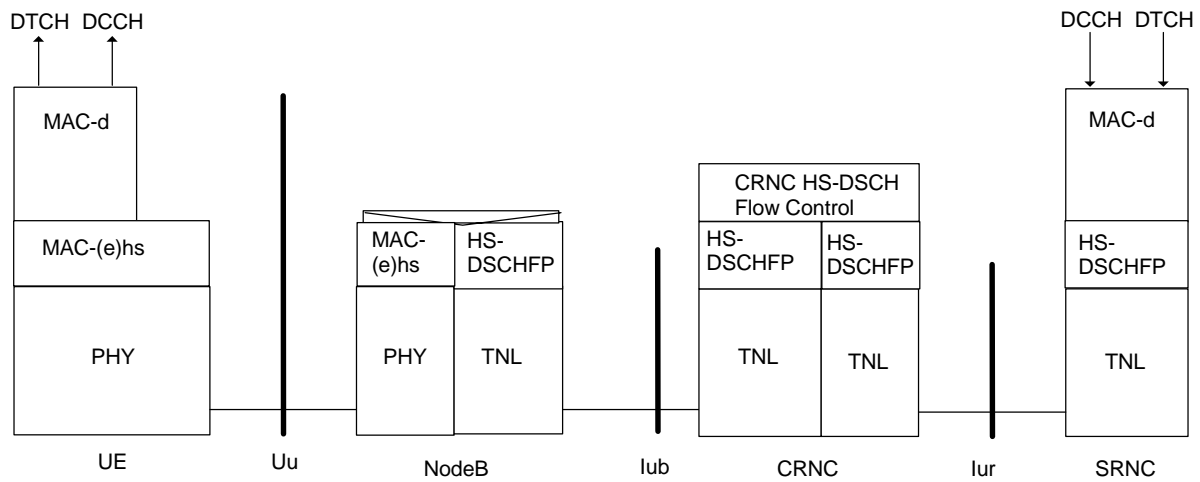 DTCH DCCH
DCCH DTCH
MAC-d
MAC-d
CRNC HS-DSCH
Flow Control
MAC-(e)hs
MAC-
(e)hs
HS-
DSCHFP
HS-
DSCHFP
HS-
DSCHFP
HS-
DSCHFP
PHY
PHY
TNL
TNL
TNL
TNL
UE
Uu
NodeB
Iub
CRNC
Iur
SRNC